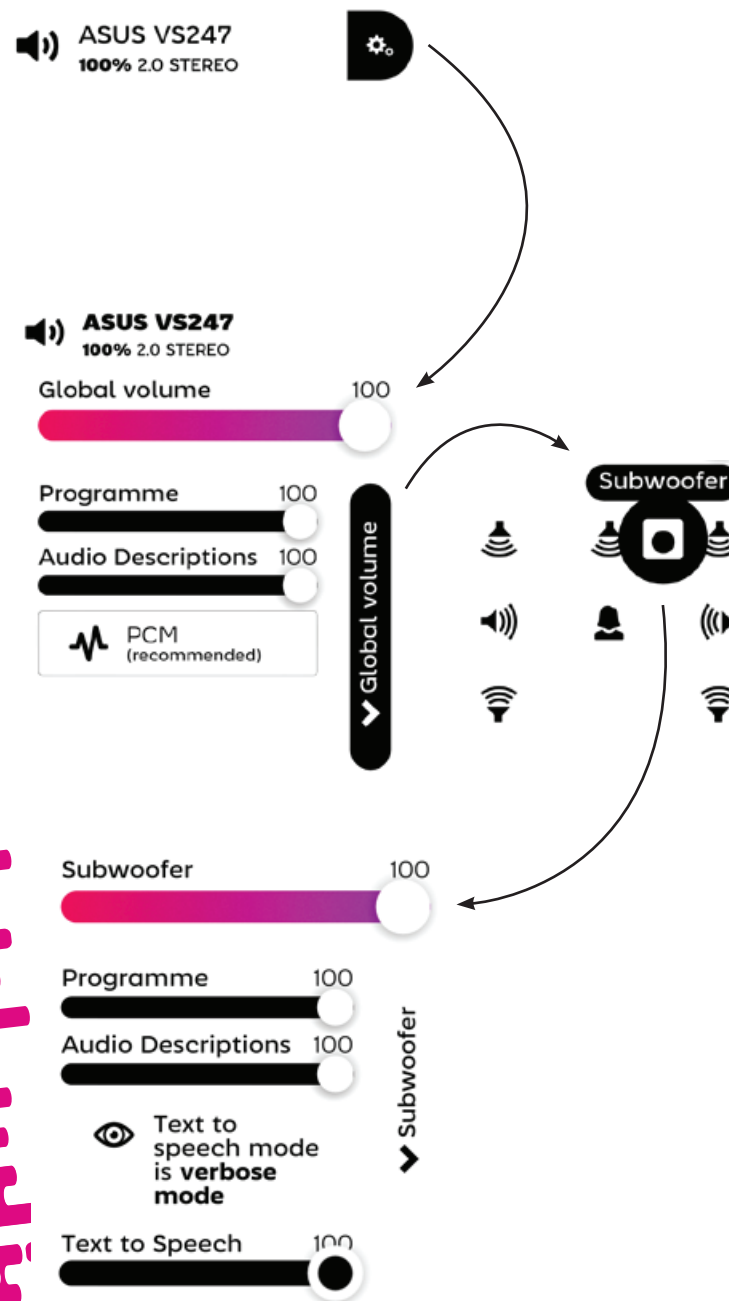 ASUS VS247
100% 2.0 STEREO
ASUS VS247
100% 2.0 STEREO
Global volume 100
Programme 100
Audio Descriptions 100
PCM
(recommended)
Global volume
Subwoofer
Subwoofer 100
Programme 100
Audio Descriptions 100
Text to
speech mode
is verbose
mode
Subwoofer
Text to Speech 100